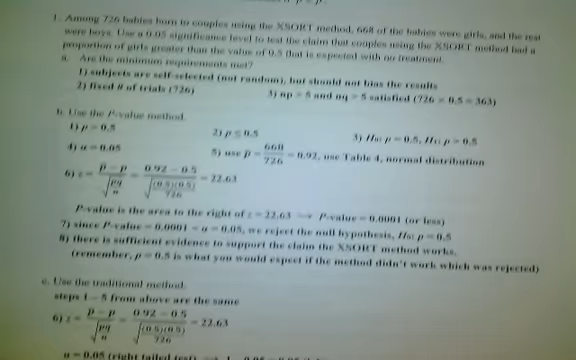 1. Among 726 babies born to couples using the XSORT method, 668 of the babies were girls, and the rest
were boys. Use a 0.05 significance level to test the claim that couples using the XSORT method had a
proportion of girls greater than the value of 0.5 that is expected with no treatment.
a. Are the minimum requirements met?
1) subjects are self-selected (not random), but should not bias the results
2) fixed # of trials (726) 3) np > 5 and nq > 5 satisfied (726 × 0.5 = 363)
b. Use the P-value method.
1) p > 0.5 2) p ≤ 0.5 3) H₀: p = 0.5, H₁: p > 0.5
4) α = 0.05 5) use p̂ = 668/726 = 0.92, use Table 4, normal distribution
6) z = (p̂ − p)/√(pq/n) = (0.92 − 0.5)/√((0.5)(0.5)/726) = 22.63
P-value is the area to the right of z = 22.63 → P-value = 0.0001 (or less)
7) since P-value = 0.0001 < α = 0.05, we reject the null hypothesis, H₀: p = 0.5
8) there is sufficient evidence to support the claim the XSORT method works.
(remember, p = 0.5 is what you would expect if the method didn't work which was rejected)
c. Use the traditional method.
steps 1 – 5 from above are the same
6) z = (p̂ − p)/√(pq/n) = (0.92 − 0.5)/√((0.5)(0.5)/726) = 22.63
α = 0.05 (right tailed test)